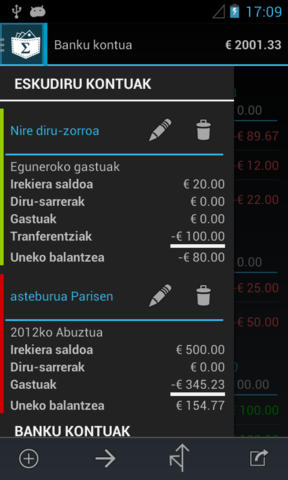 17:09
Σ
Banku kontua € 2001.33
ESKUDIRU KONTUAK
Nire diru-zorroa
Eguneroko gastuak
Irekiera saldoa € 20.00
Diru-sarrerak € 0.00
Gastuak € 0.00
Tranferentziak -€ 100.00
Uneko balantzea -€ 80.00
asteburua Parisen
2012ko Abuztua
Irekiera saldoa € 500.00
Diru-sarrerak € 0.00
Gastuak -€ 345.23
Uneko balantzea € 154.77
BANKU KONTUAK
0.00
-€ 89.67
-€ 12.00
-€ 22.00
0.00
-€ 25.00
-€ 50.00
00.00
€ 100.00